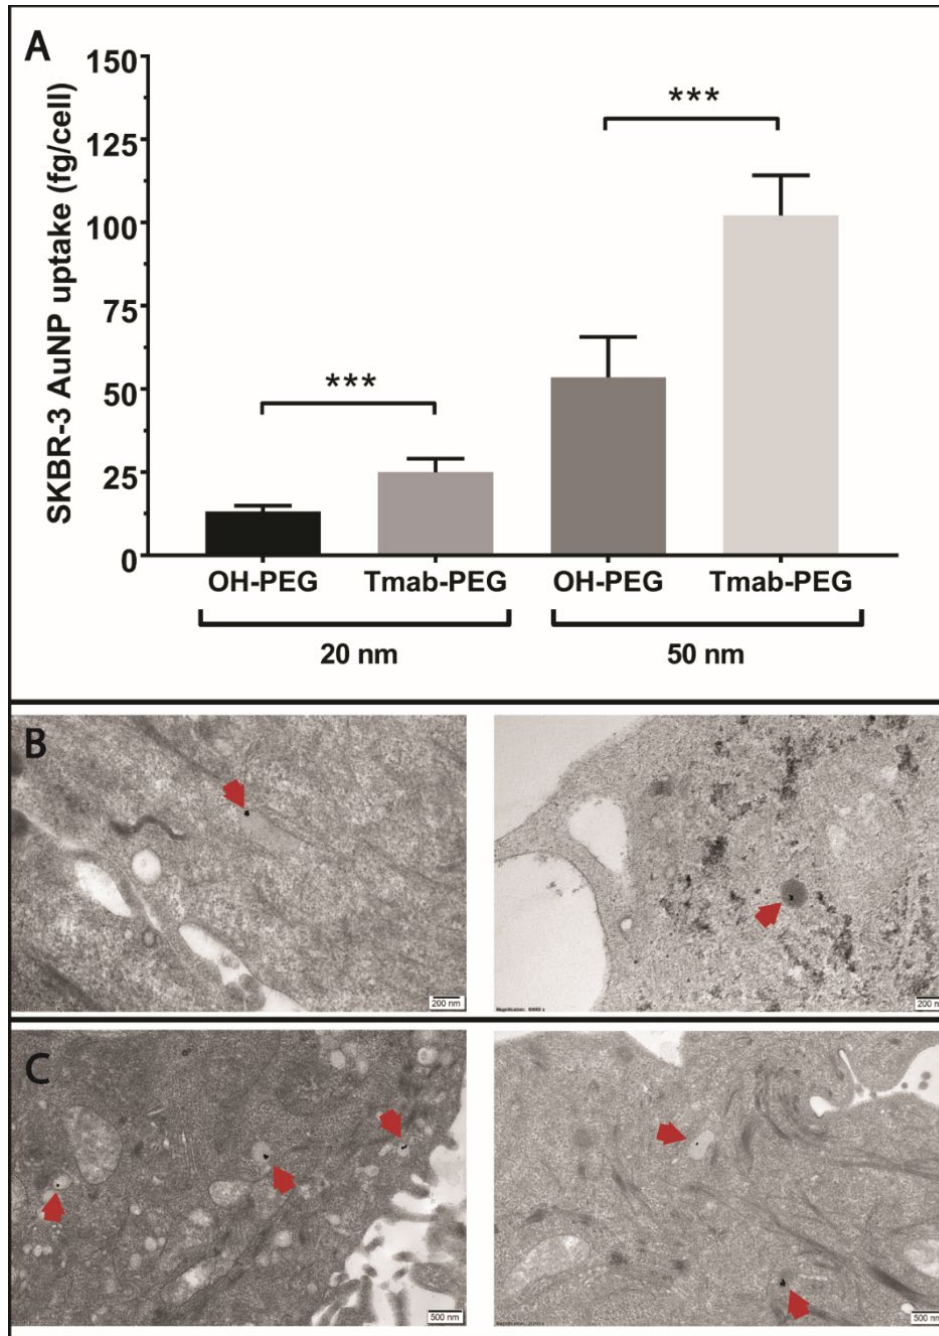 A
SKBR-3 AuNP uptake (fg/cell)
150
125
100
75
50
25
0
***
***
OH-PEG Tmab-PEG OH-PEG Tmab-PEG
20 nm 50 nm
B
200 nm
200 nm
C
500 nm
500 nm